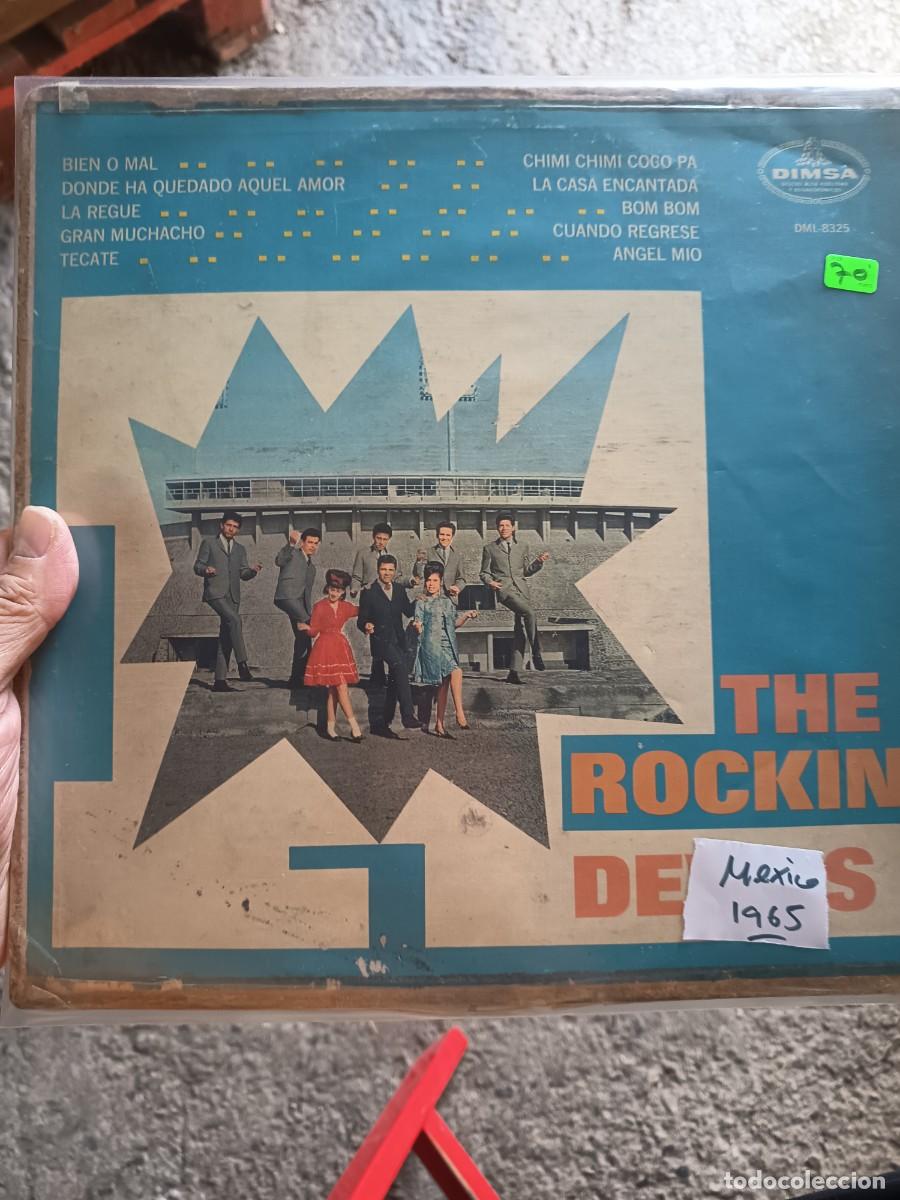 BIEN O MAL
CHIMI CHIMI COCO PA
DONDE HA QUEDADO AQUEL AMOR
LA CASA ENCANTADA
LA REGUE
BOM BOM
GRAN MUCHACHO
CUANDO REGRESE
TECATE
ANGEL MIO
DIMSA
DML-8325
70
THE
ROCKIN
DE S
Mexico
1965
todocoleccion